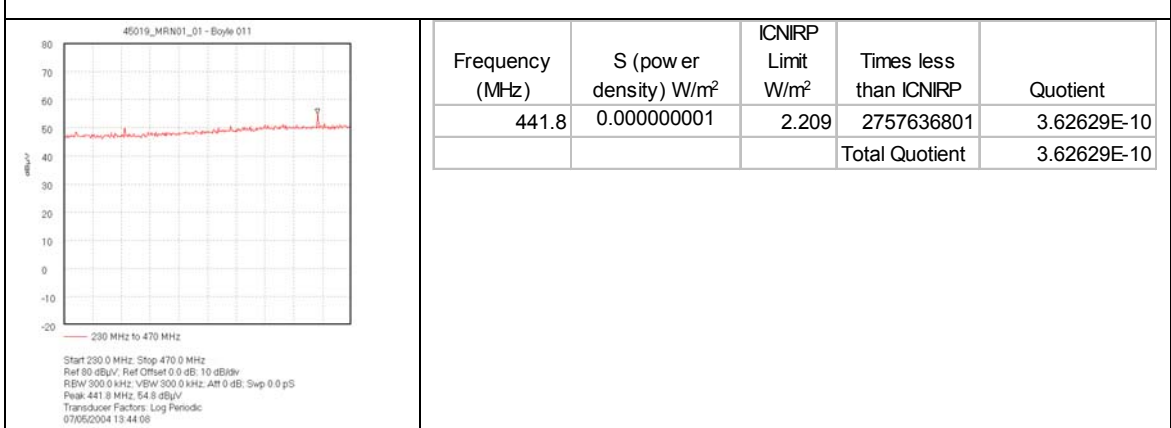 45019_MRN01_01 - Boyle 011
80
70
60
50
40
30
20
10
0
-10
-20
dBµV
230 MHz to 470 MHz
Start 230.0 MHz; Stop 470.0 MHz
Ref 80 dBµV; Ref Offset 0.0 dB; 10 dB/div
RBW 300.0 kHz; VBW 300.0 kHz; Att 0 dB; Swp 0.0 pS
Peak 441.8 MHz, 54.8 dBµV
Transducer Factors: Log Periodic
07/05/2004 13:44:08
Frequency (MHz) S (pow er density) W/m² ICNIRP Limit W/m² Times less than ICNIRP Quotient
441.8 0.000000001 2.209 2757636801 3.62629E-10
Total Quotient 3.62629E-10